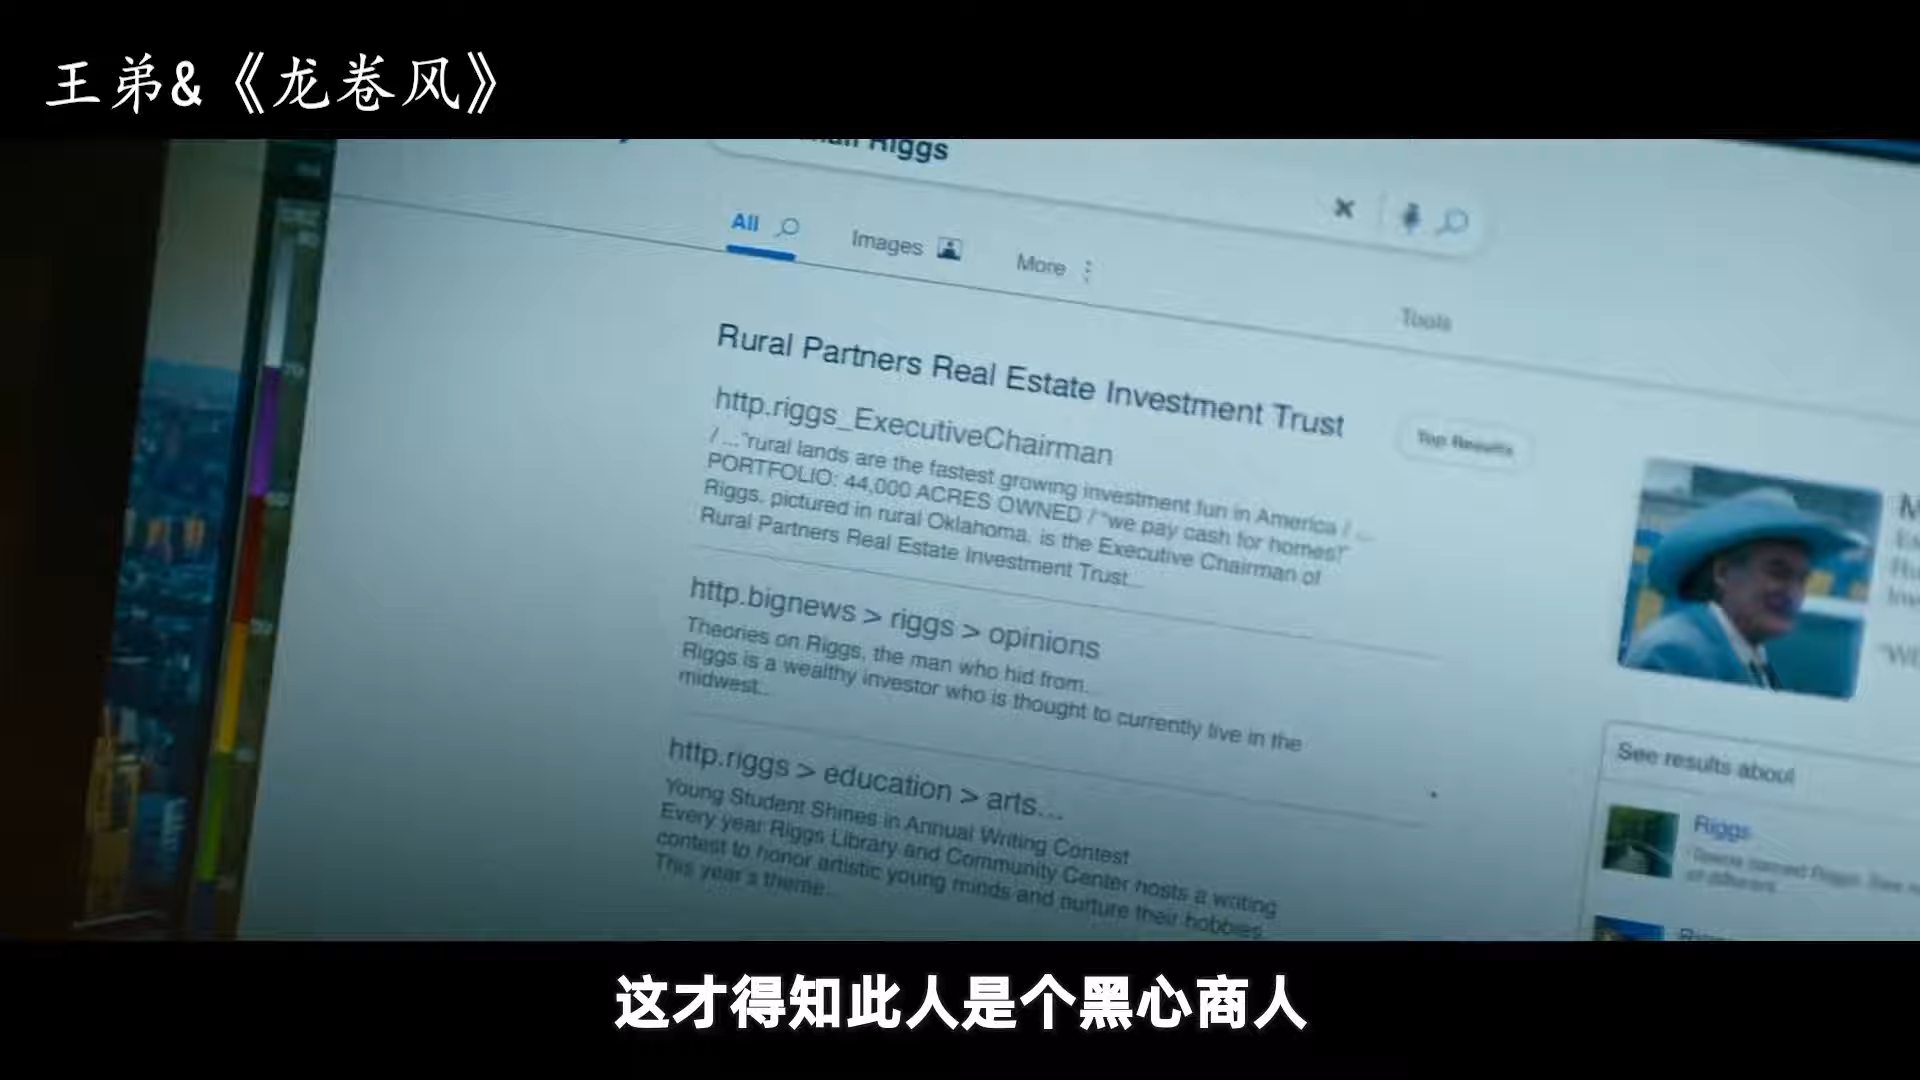 王弟&《龙卷风》
Riggs
All
Images
More
Tools
Rural Partners Real Estate Investment Trust
Top Results
http.riggs_ExecutiveChairman
/ ..."rural lands are the fastest growing investment fun in America / ...
PORTFOLIO: 44,000 ACRES OWNED / "we pay cash for homes!"
Riggs, pictured in rural Oklahoma, is the Executive Chairman of
Rural Partners Real Estate Investment Trust...
http.bignews > riggs > opinions
Theories on Riggs, the man who hid from...
Riggs is a wealthy investor who is thought to currently live in the
midwest...
http.riggs > education > arts...
Young Student Shines in Annual Writing Contest
Every year Riggs Library and Community Center hosts a writing
contest to honor artistic young minds and nurture their hobbies.
This year's theme...
See results about
Riggs
这才得知此人是个黑心商人